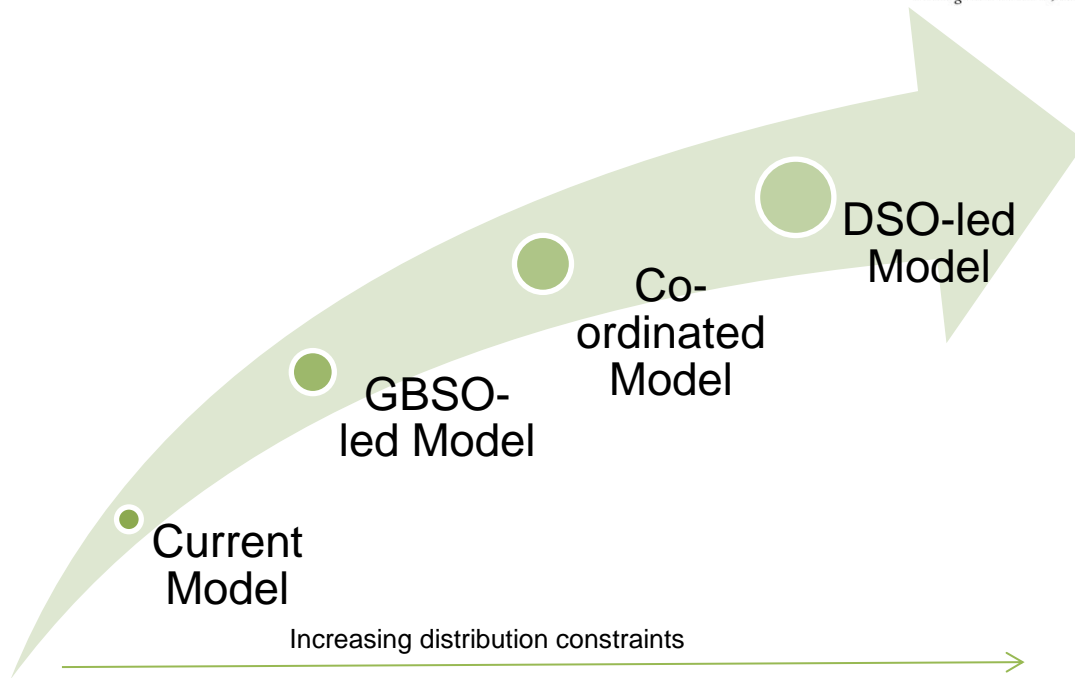 DSO-led
Model
Co-
ordinated
Model
GBSO-
led Model
Current
Model
Increasing distribution constraints